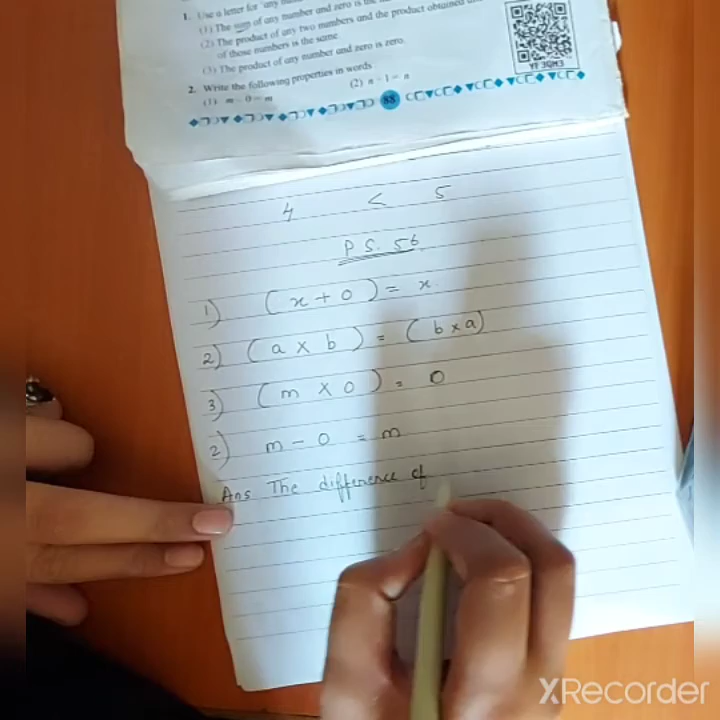 1. Use a letter for 'any
(1) The sum of any number and zero is the
(2) The product of any two numbers and the product obtained
of those numbers is the same.
(3) The product of any number and zero is zero.
2. Write the following properties in words
(1) m - 0 = m (2) n ÷ 1 = n
88
4 < 5
P. S. 56.
1) (x + 0) = x.
2) (a × b) = (b × a)
3) (m × 0) = 0
2) m - 0 = m
Ans The difference of
XRecorder